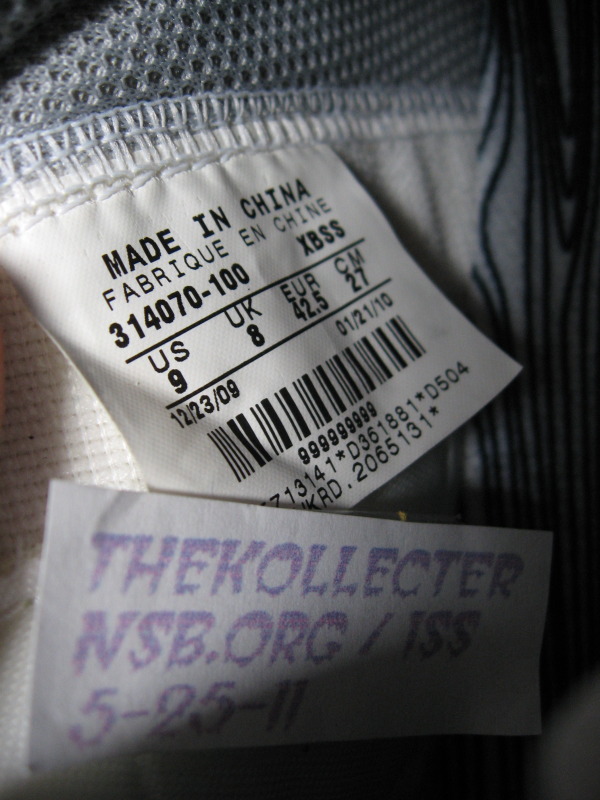 MADE IN CHINA
FABRIQUE EN CHINE
314070-100 XBSS
US UK EUR CM
9 8 42.5 27
12/23/09 01/21/10
999999999
713141*D361881*D504
KRD.2065131*
THEKOLLECTER
NSB.ORG / ISS
5-25-11